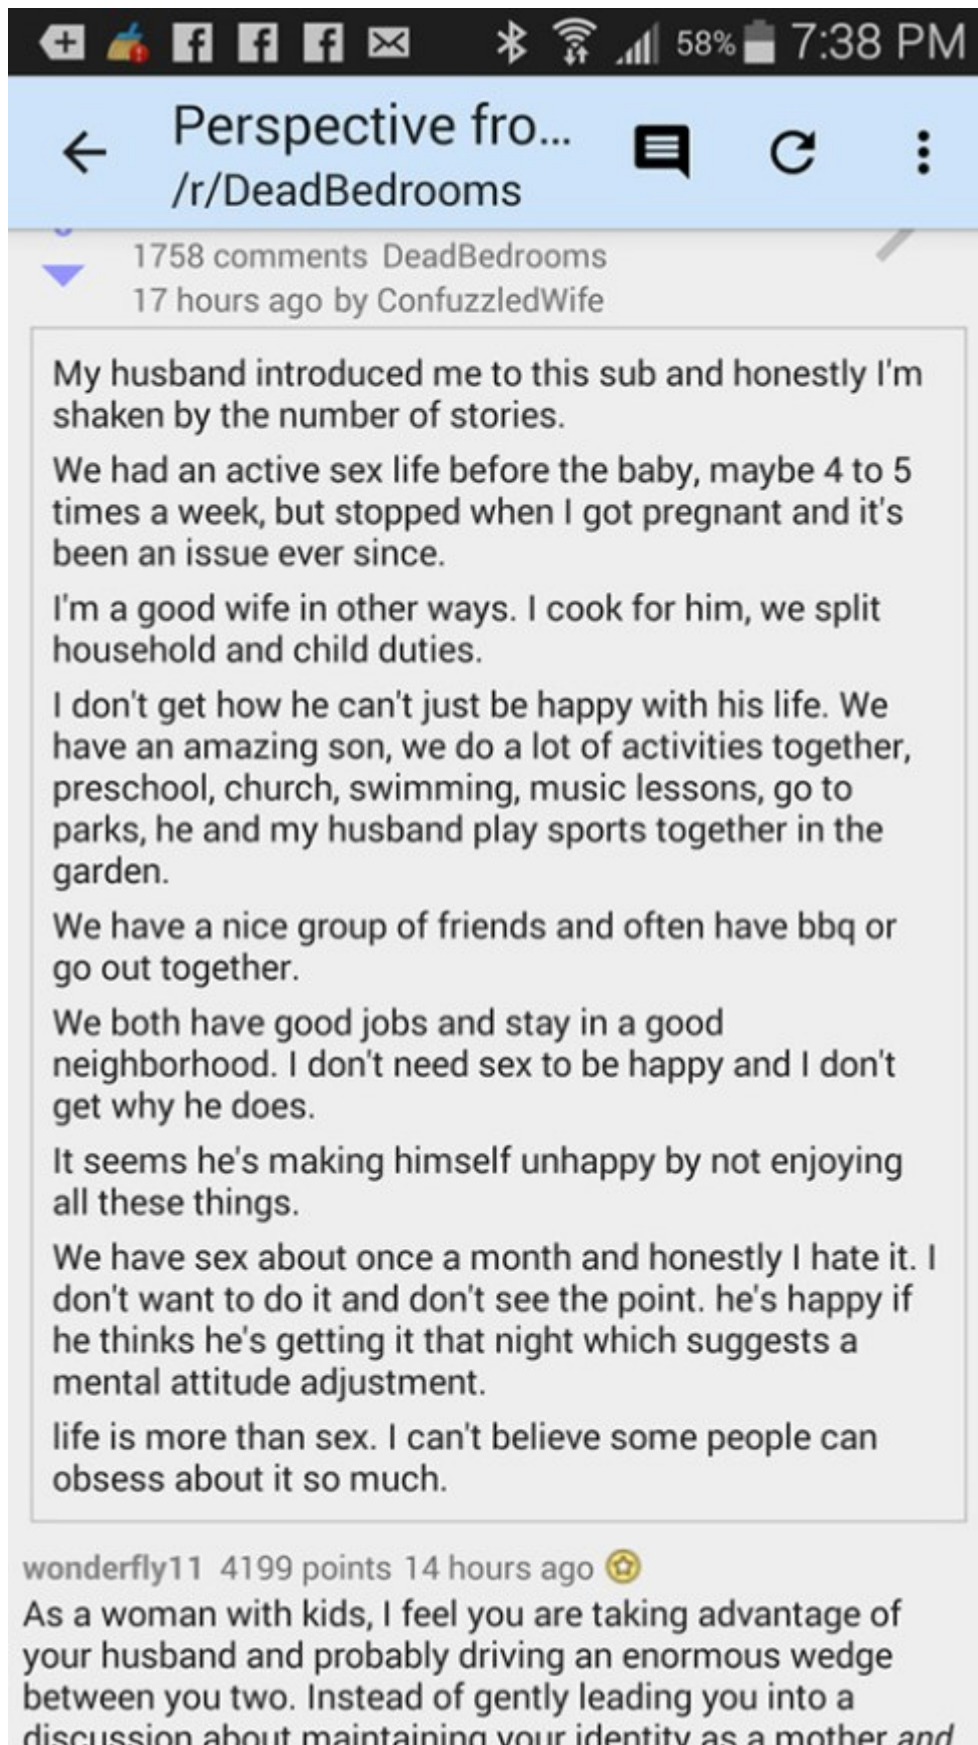 58% 7:38 PM
Perspective fro...
/r/DeadBedrooms
1758 comments DeadBedrooms
17 hours ago by ConfuzzledWife
My husband introduced me to this sub and honestly I'm
shaken by the number of stories.
We had an active sex life before the baby, maybe 4 to 5
times a week, but stopped when I got pregnant and it's
been an issue ever since.
I'm a good wife in other ways. I cook for him, we split
household and child duties.
I don't get how he can't just be happy with his life. We
have an amazing son, we do a lot of activities together,
preschool, church, swimming, music lessons, go to
parks, he and my husband play sports together in the
garden.
We have a nice group of friends and often have bbq or
go out together.
We both have good jobs and stay in a good
neighborhood. I don't need sex to be happy and I don't
get why he does.
It seems he's making himself unhappy by not enjoying
all these things.
We have sex about once a month and honestly I hate it. I
don't want to do it and don't see the point. he's happy if
he thinks he's getting it that night which suggests a
mental attitude adjustment.
life is more than sex. I can't believe some people can
obsess about it so much.
wonderfly11 4199 points 14 hours ago
As a woman with kids, I feel you are taking advantage of
your husband and probably driving an enormous wedge
between you two. Instead of gently leading you into a
discussion about maintaining your identity as a mother and